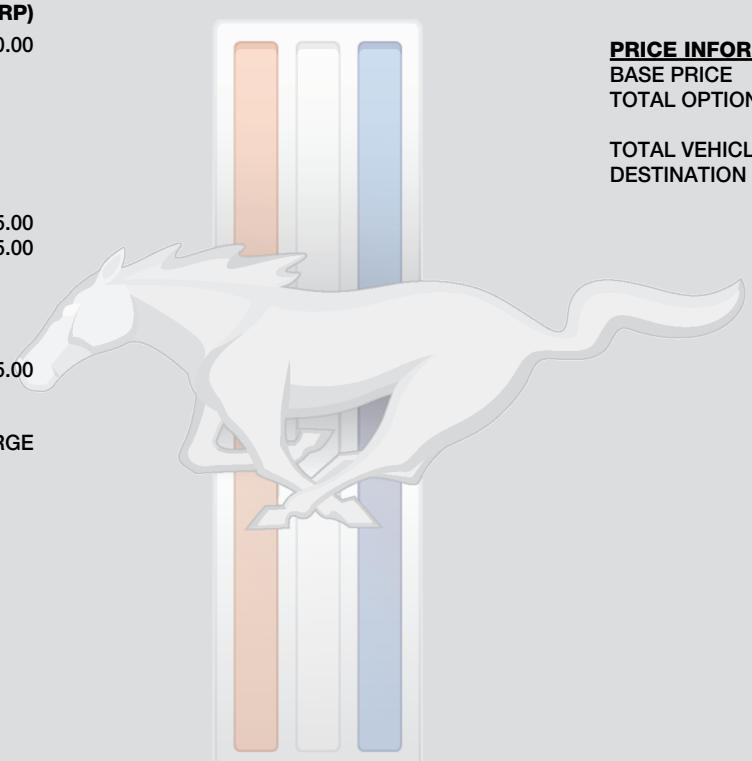 RP)
0.00
5.00
5.00
5.00
RGE
PRICE INFOR
BASE PRICE
TOTAL OPTION
TOTAL VEHICL
DESTINATION